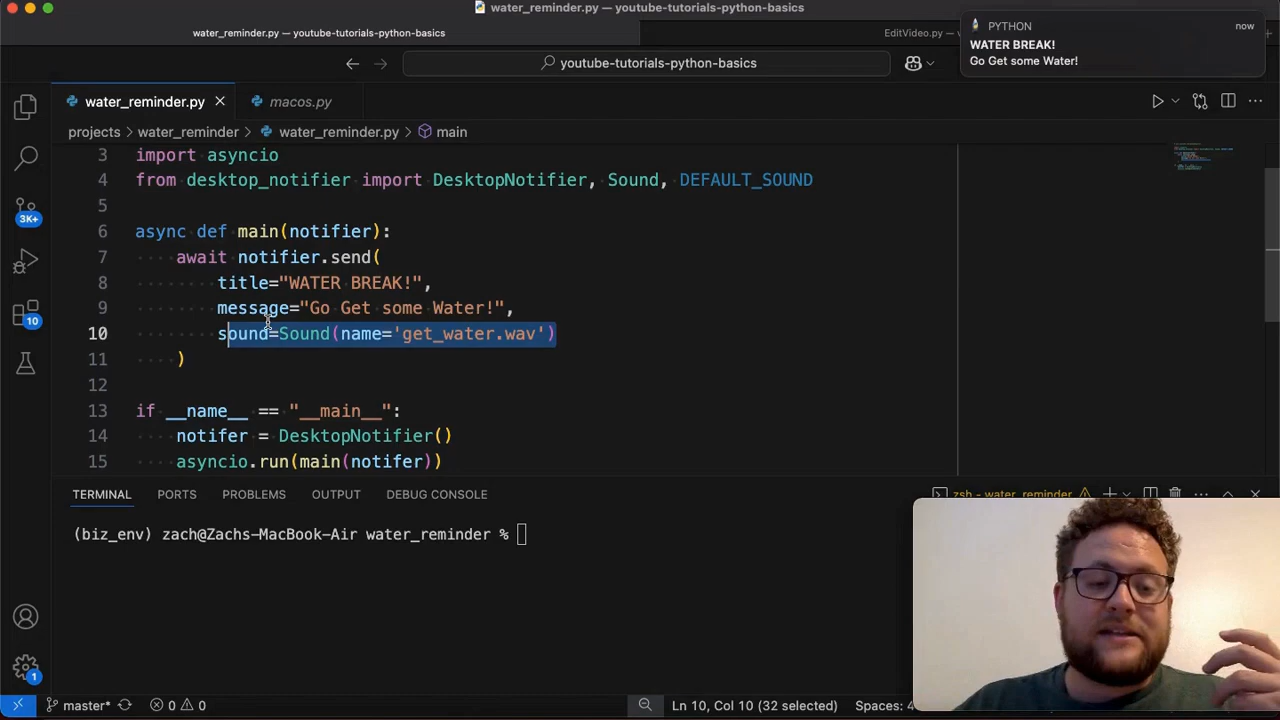 water_reminder.py — youtube-tutorials-python-basics
water_reminder.py — youtube-tutorials-python-basics
EditVideo.py — v
PYTHON
now
WATER BREAK!
Go Get some Water!
youtube-tutorials-python-basics
water_reminder.py
macos.py
projects > water_reminder > water_reminder.py > main
3 import asyncio
4 from desktop_notifier import DesktopNotifier, Sound, DEFAULT_SOUND
5
6 async def main(notifier):
7 await notifier.send(
8 title="WATER BREAK!",
9 message="Go Get some Water!",
10 sound=Sound(name='get_water.wav')
11 )
12
13 if __name__ == "__main__":
14 notifer = DesktopNotifier()
15 asyncio.run(main(notifer))
3K+
10
TERMINAL PORTS PROBLEMS OUTPUT DEBUG CONSOLE
zsh - water_reminder
(biz_env) zach@Zachs-MacBook-Air water_reminder %
1
master* 0 0
Ln 10, Col 10 (32 selected)
Spaces: 4